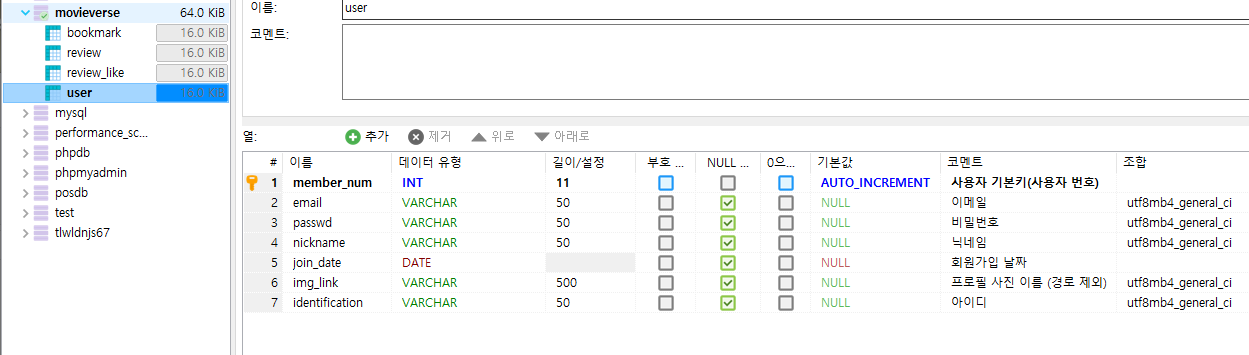 movieverse 64.0 KiB
bookmark 16.0 KiB
review 16.0 KiB
review_like 16.0 KiB
user 16.0 KiB
mysql
performance_sc...
phpdb
phpmyadmin
posdb
test
tlwldnjs67
이름: user
코멘트:
열: 추가 제거 위로 아래로
# 이름 데이터 유형 길이/설정 부호 ... NULL ... 0으... 기본값 코멘트 조합
1 member_num INT 11 AUTO_INCREMENT 사용자 기본키(사용자 번호)
2 email VARCHAR 50 NULL 이메일 utf8mb4_general_ci
3 passwd VARCHAR 50 NULL 비밀번호 utf8mb4_general_ci
4 nickname VARCHAR 50 NULL 닉네임 utf8mb4_general_ci
5 join_date DATE NULL 회원가입 날짜
6 img_link VARCHAR 500 NULL 프로필 사진 이름 (경로 제외) utf8mb4_general_ci
7 identification VARCHAR 50 NULL 아이디 utf8mb4_general_ci